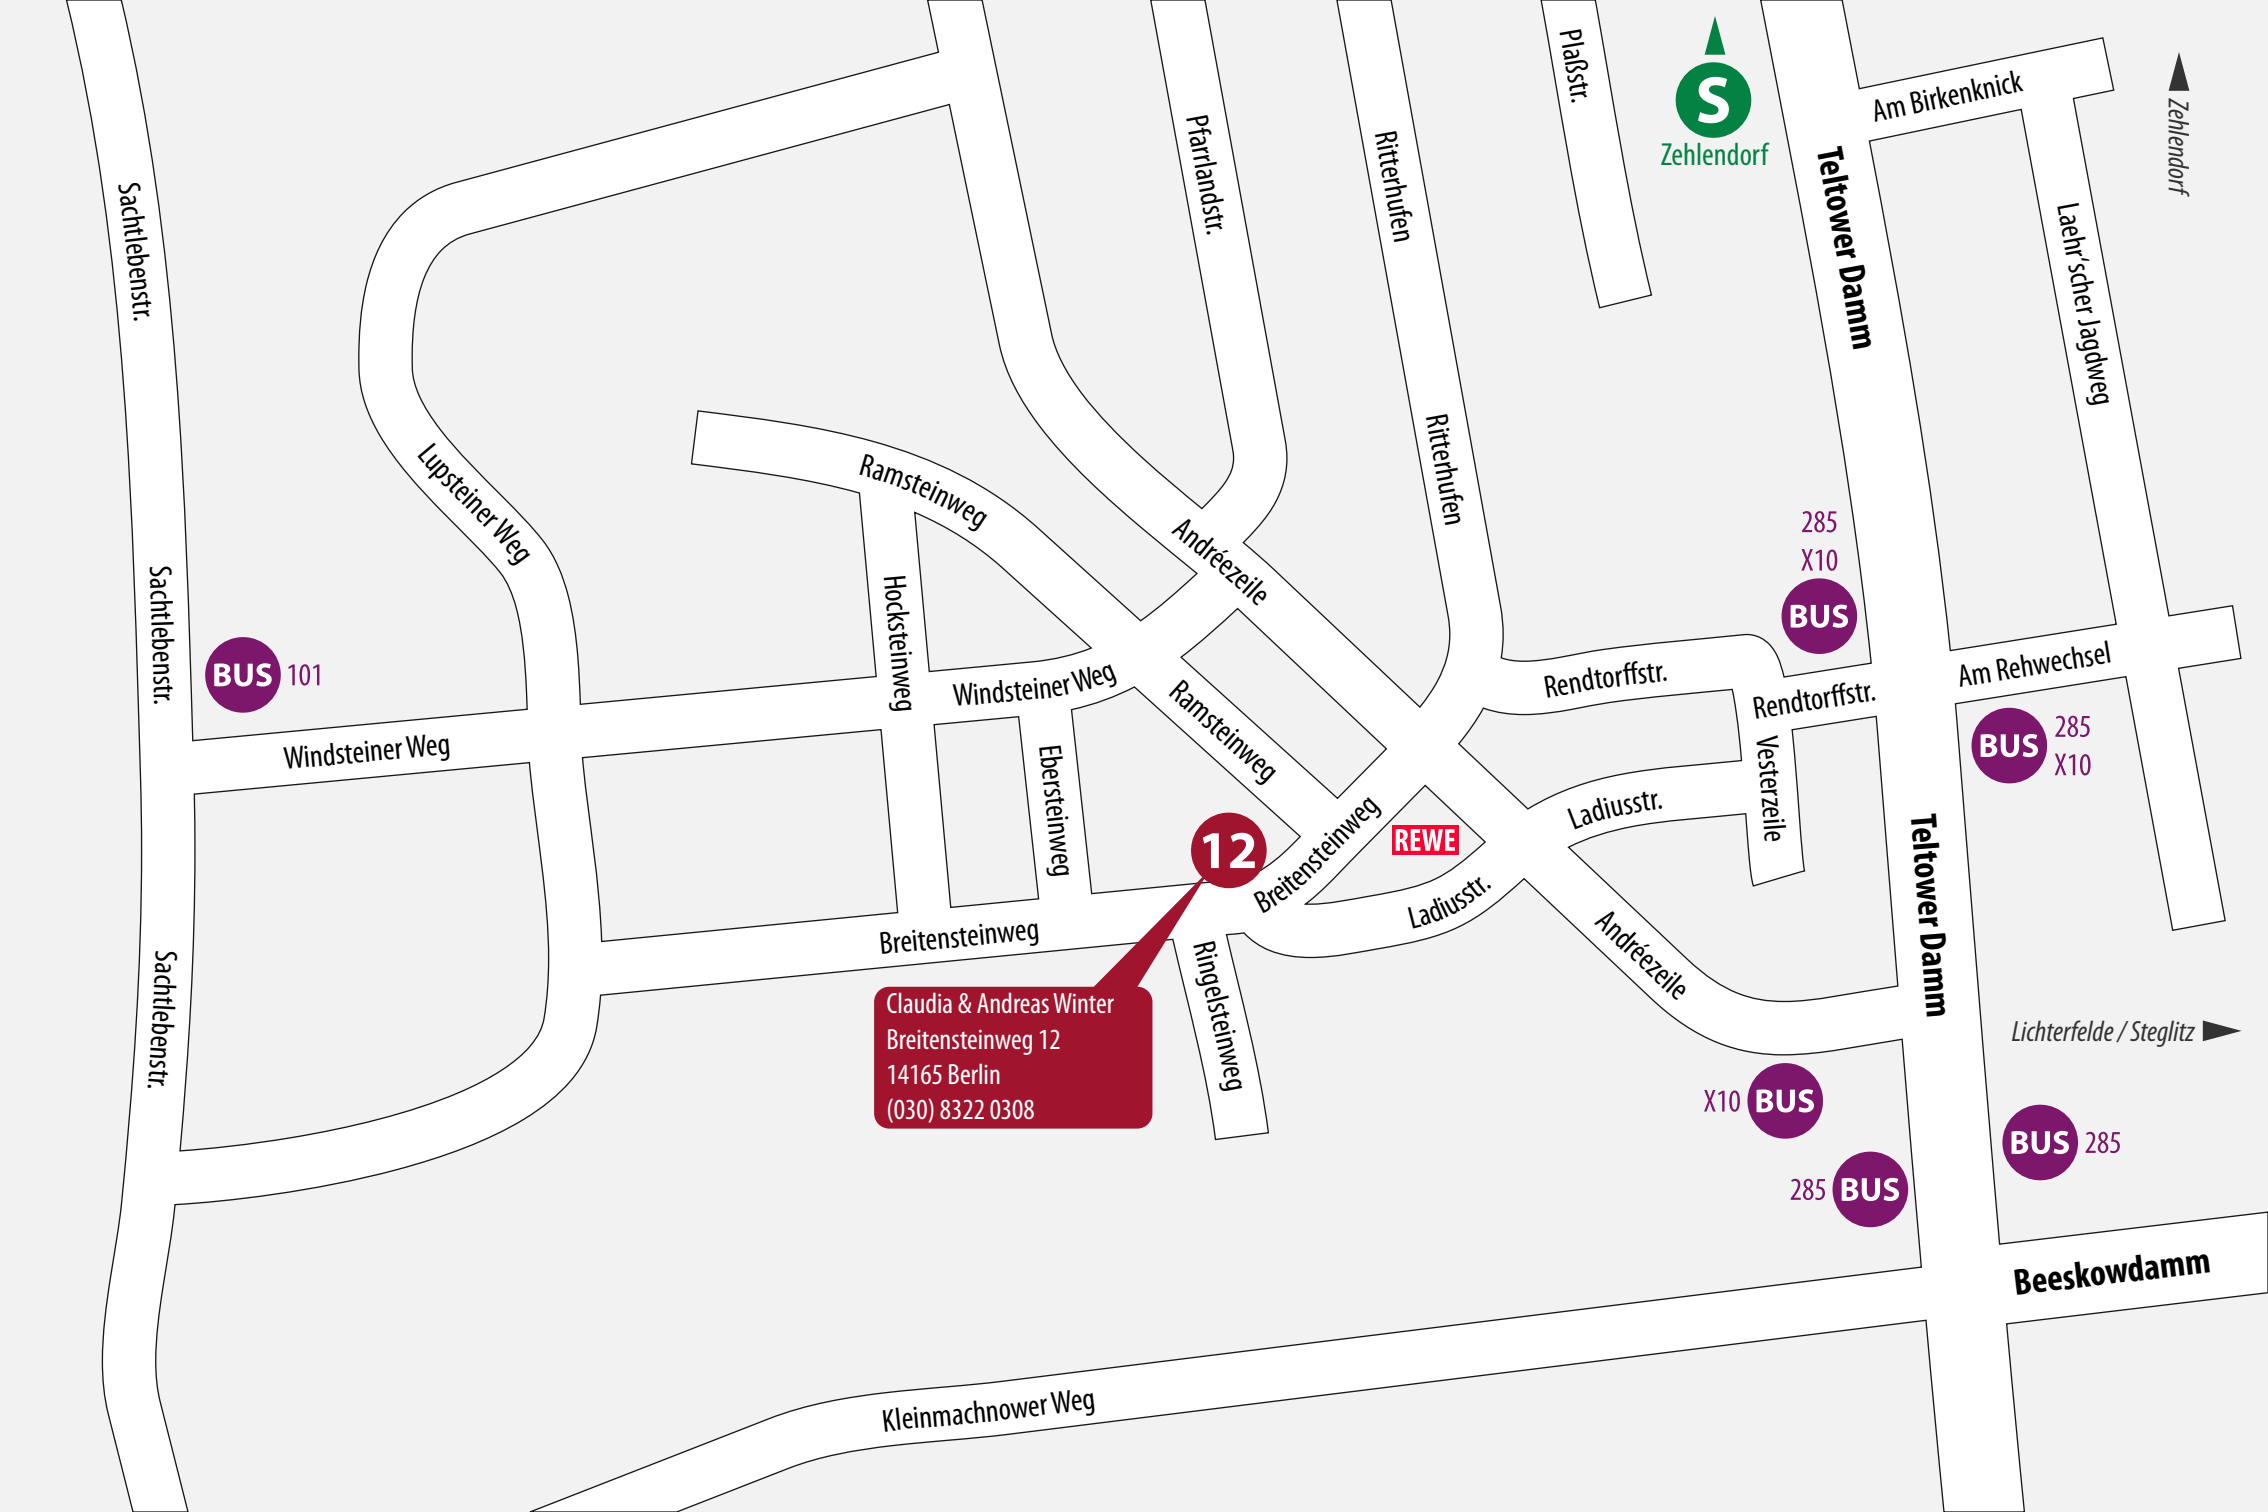 Plaßstr.
S
Zehlendorf
Am Birkenknick
Zehlendorf
Pfarrlandstr.
Ritterhufen
Teltower Damm
Sachtlebenstr.
Laehr‘scher Jagdweg
Lupsteiner Weg
Ramsteinweg
Ritterhufen
Andréezeile
285
X10
BUS
Sachtlebenstr.
BUS 101
Hocksteinweg
Windsteiner Weg
Rendtorffstr.
Rendtorffstr.
Am Rehwechsel
Windsteiner Weg
Ramsteinweg
BUS 285
X10
Ebersteinweg
Vesterzeile
Ladiusstr.
12
Breitensteinweg
REWE
Ladiusstr.
Teltower Damm
Breitensteinweg
Andréezeile
Sachtlebenstr.
Ringelsteinweg
Claudia & Andreas Winter
Breitensteinweg 12
14165 Berlin
(030) 8322 0308
Lichterfelde / Steglitz
X10 BUS
BUS 285
285 BUS
Beeskowdamm
Kleinmachnower Weg